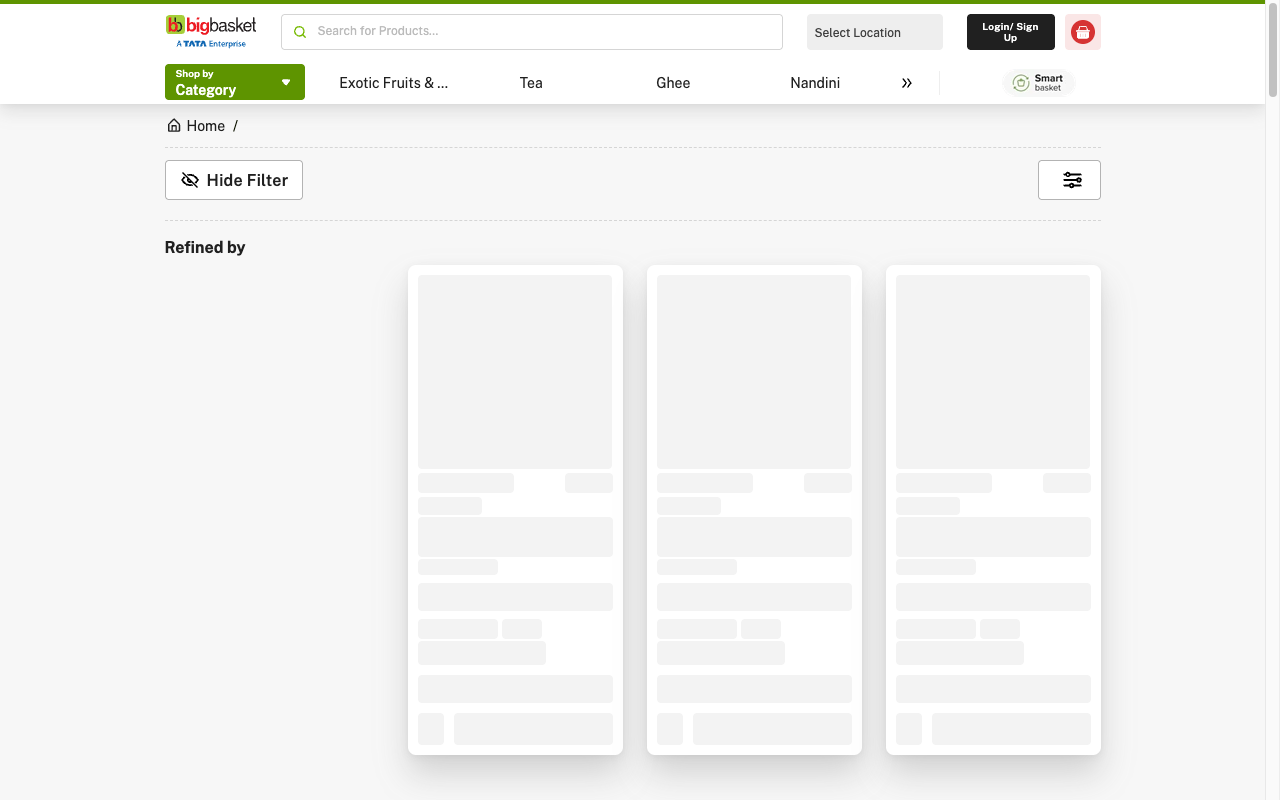 bb bigbasket
A TATA Enterprise
Search for Products...
Select Location
Login/ Sign
Up
Shop by
Category
Exotic Fruits & ...
Tea
Ghee
Nandini
Smart
basket
Home /
Hide Filter
Refined by